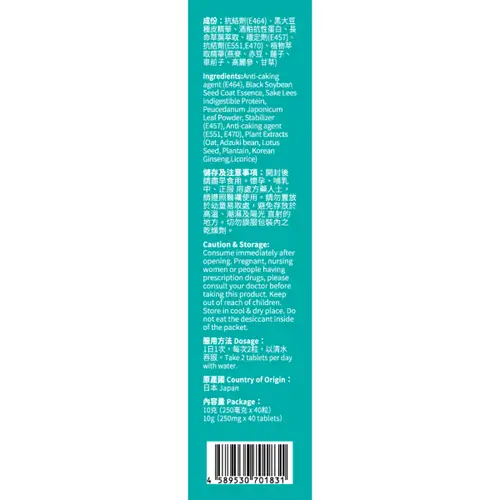 成份：抗結劑(E464)、黑大豆
種皮精華、酒粕抗性蛋白、長
命草葉萃取、穩定劑(E457)、
抗結劑(E551,E470)、植物萃
取精華(燕麥、赤豆、蓮子、
車前子、高麗參、甘草)
Ingredients:Anti-caking
agent (E464), Black Soybean
Seed Coat Essence, Sake Lees
Indigestible Protein,
Peucedanum Japonicum
Leaf Powder, Stabilizer
(E457), Anti-caking agent
(E551, E470), Plant Extracts
(Oat, Adzuki bean, Lotus
Seed, Plantain, Korean
Ginseng,Licorice)
儲存及注意事項：開封後
請盡早食用。懷孕、哺乳
中、正服 用處方藥人士，
請遵照醫囑使用。請勿置放
於幼童易取處，避免存放於
高溫、潮濕及陽光 直射的
地方。切勿誤服包裝內之
乾燥劑。
Caution & Storage:
Consume immediately after
opening. Pregnant, nursing
women or people having
prescription drugs, please
consult your doctor before
taking this product. Keep
out of reach of children.
Store in cool & dry place. Do
not eat the desiccant inside
of the packet.
服用方法 Dosage：
1日1次，每次2粒，以清水
吞服。Take 2 tablets per day
with water.
原產國 Country of Origin：
日本 Japan
內容量 Package：
10克 (250毫克 x 40粒)
10g (250mg x 40 tablets)
4 589530 701831